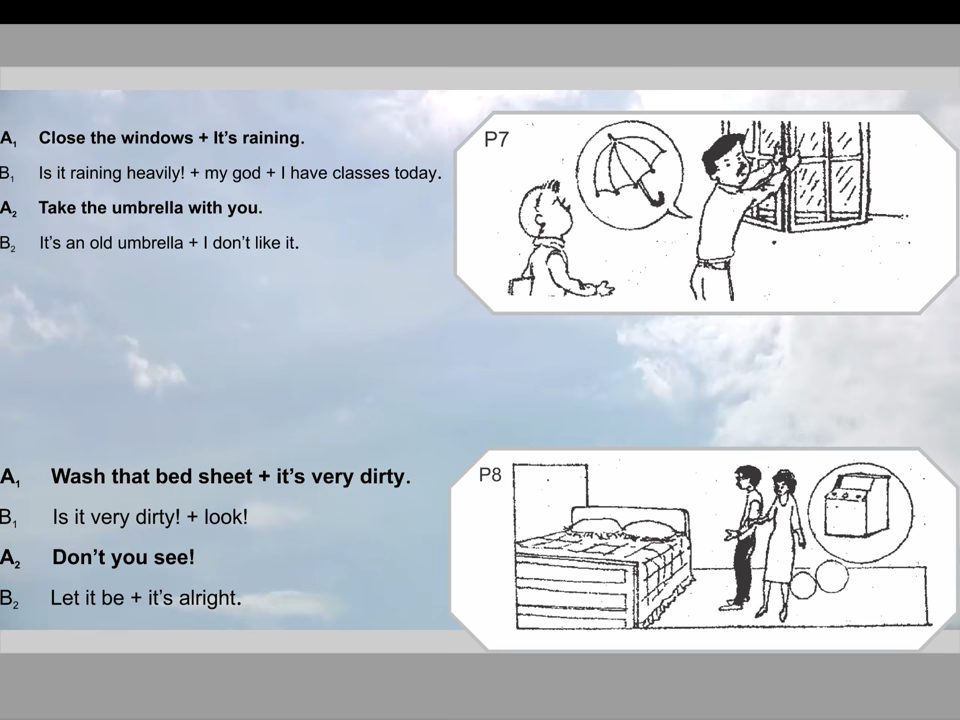 A1 Close the windows + It’s raining.
B1 Is it raining heavily! + my god + I have classes today.
A2 Take the umbrella with you.
B2 It’s an old umbrella + I don’t like it.
P7
A1 Wash that bed sheet + it’s very dirty.
B1 Is it very dirty! + look!
A2 Don’t you see!
B2 Let it be + it’s alright.
P8